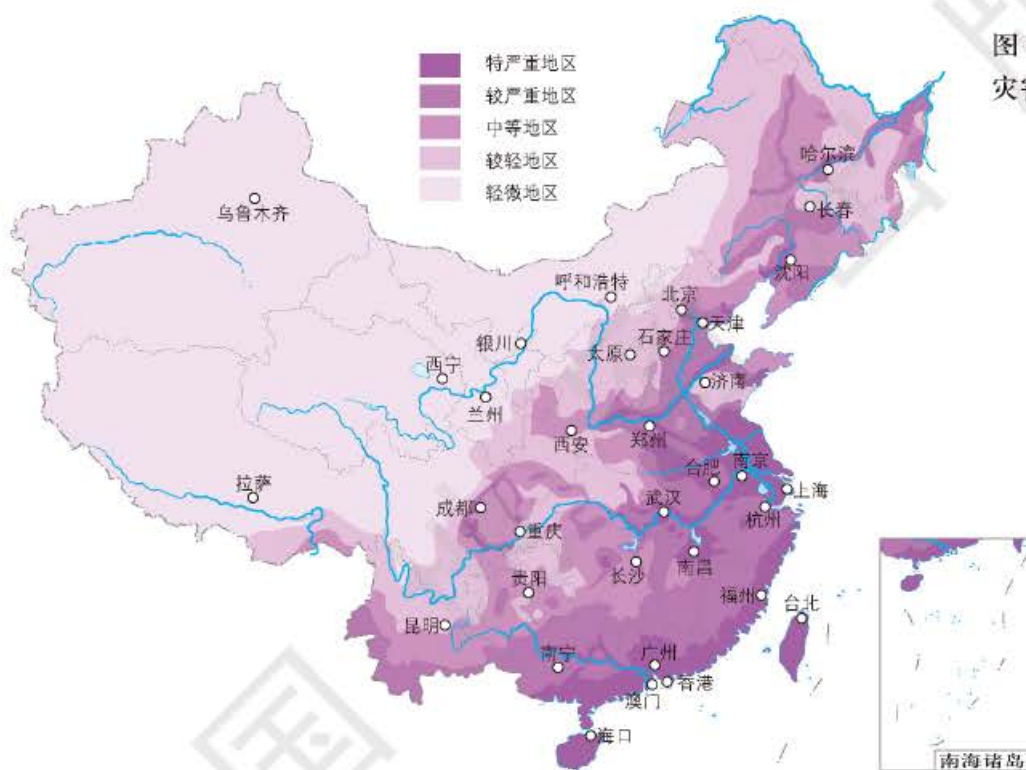 图
灾害
特严重地区
较严重地区
中等地区
较轻地区
轻微地区
哈尔滨
长春
乌鲁木齐
沈阳
呼和浩特
北京
天津
银川
太原
石家庄
西宁
济南
兰州
西安
郑州
合肥
南京
拉萨
成都
武汉
上海
杭州
重庆
长沙
南昌
贵阳
福州
台北
昆明
南宁
广州
香港
澳门
海口
南海诸岛